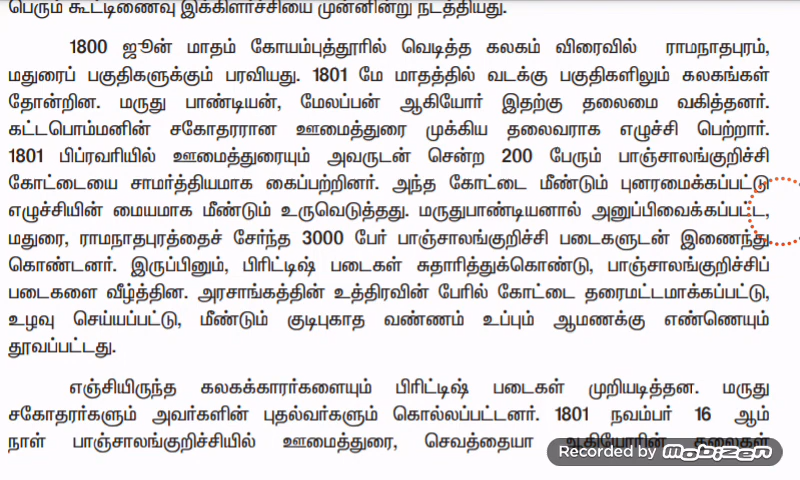 பெரும் கூட்டிணைவு இக்கிளர்ச்சியை முன்னின்று நடத்தியது.
1800 ஜூன் மாதம் கோயம்புத்தூரில் வெடித்த கலகம் விரைவில் ராமநாதபுரம்,
மதுரைப் பகுதிகளுக்கும் பரவியது. 1801 மே மாதத்தில் வடக்கு பகுதிகளிலும் கலகங்கள்
தோன்றின. மருது பாண்டியன், மேலப்பன் ஆகியோர் இதற்கு தலைமை வகித்தனர்.
கட்டபொம்மனின் சகோதரரான ஊமைத்துரை முக்கிய தலைவராக எழுச்சி பெற்றார்.
1801 பிப்ரவரியில் ஊமைத்துரையும் அவருடன் சென்ற 200 பேரும் பாஞ்சாலங்குறிச்சி
கோட்டையை சாமர்த்தியமாக கைப்பற்றினர். அந்த கோட்டை மீண்டும் புனரமைக்கப்பட்டு
எழுச்சியின் மையமாக மீண்டும் உருவெடுத்தது. மருதுபாண்டியனால் அனுப்பிவைக்கப்பட்ட,
மதுரை, ராமநாதபுரத்தைச் சேர்ந்த 3000 பேர் பாஞ்சாலங்குறிச்சி படைகளுடன் இணைந்து
கொண்டனர். இருப்பினும், பிரிட்டிஷ் படைகள் சுதாரித்துக்கொண்டு, பாஞ்சாலங்குறிச்சிப்
படைகளை வீழ்த்தின. அரசாங்கத்தின் உத்திரவின் பேரில் கோட்டை தரைமட்டமாக்கப்பட்டு,
உழவு செய்யப்பட்டு, மீண்டும் குடிபுகாத வண்ணம் உப்பும் ஆமணக்கு எண்ணெயும்
தூவப்பட்டது.
எஞ்சியிருந்த கலகக்காரர்களையும் பிரிட்டிஷ் படைகள் முறியடித்தன. மருது
சகோதரர்களும் அவர்களின் புதல்வர்களும் கொல்லப்பட்டனர். 1801 நவம்பர் 16 ஆம்
நாள் பாஞ்சாலங்குறிச்சியில் ஊமைத்துரை, செவத்தையா ஆகியோரின் தலைகள்
Recorded by mobizen